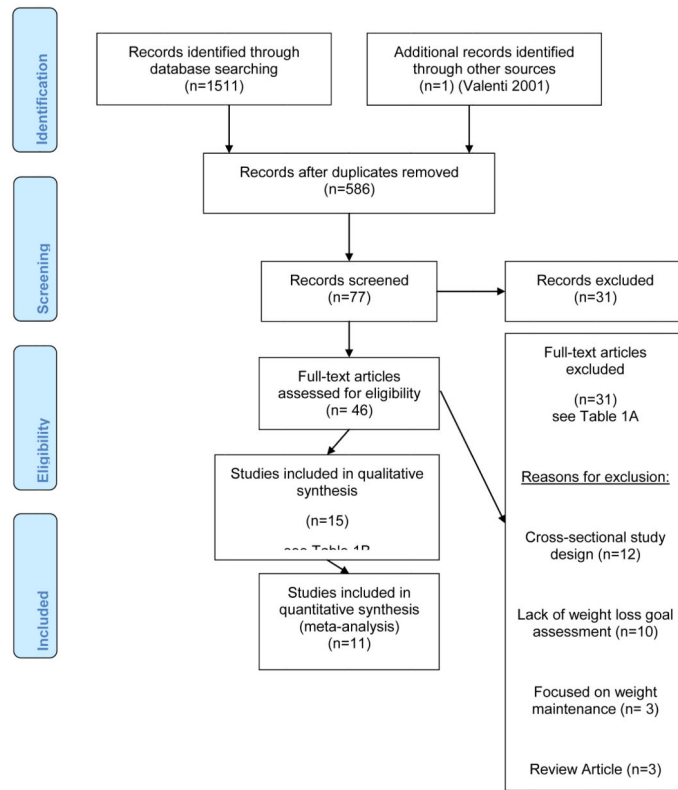 Identification
Records identified through
database searching
(n=1511)
Additional records identified
through other sources
(n=1) (Valenti 2001)
Records after duplicates removed
(n=586)
Screening
Records screened
(n=77)
Records excluded
(n=31)
Eligibility
Full-text articles
assessed for eligibility
(n= 46)
Full-text articles
excluded
(n=31)
see Table 1A
Reasons for exclusion:
Cross-sectional study
design (n=12)
Lack of weight loss goal
assessment (n=10)
Focused on weight
maintenance (n= 3)
Review Article (n=3)
Studies included in qualitative
synthesis
(n=15)
see Table 1B
Included
Studies included in
quantitative synthesis
(meta-analysis)
(n=11)